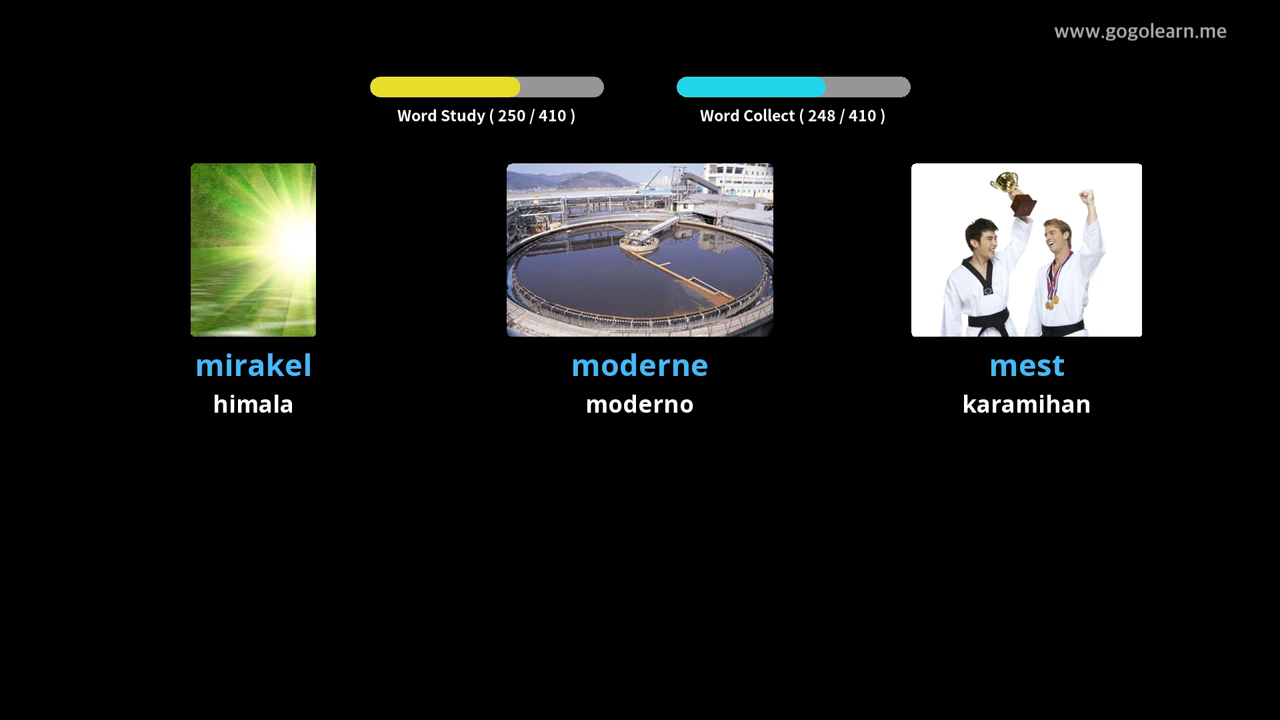 www.gogolearn.me
Word Study ( 250 / 410 )
Word Collect ( 248 / 410 )
mirakel
himala
moderne
moderno
mest
karamihan